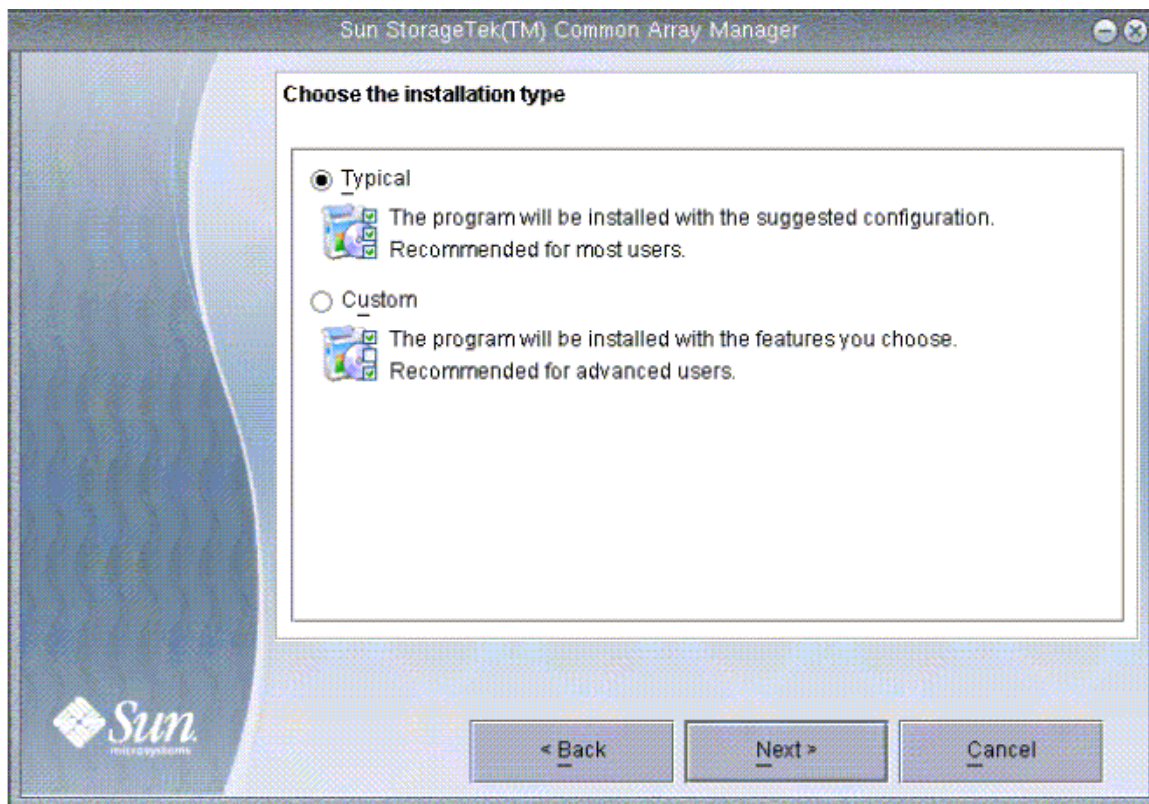 Sun StorageTek(TM) Common Array Manager
Choose the installation type
Typical
The program will be installed with the suggested configuration.
Recommended for most users.
Custom
The program will be installed with the features you choose.
Recommended for advanced users.
Sun
microsystems
< Back
Next >
Cancel